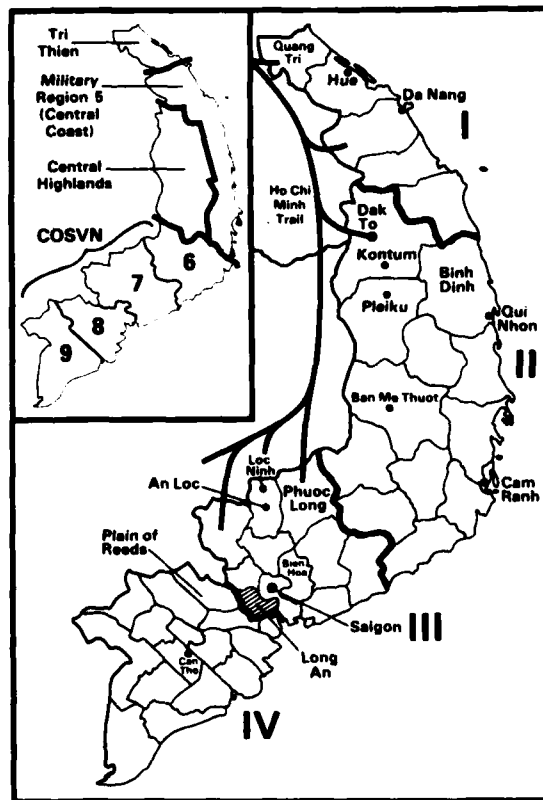 Tri
Thien
Military
Region 5
(Central
Coast)
Central
Highlands
COSVN
6
7
8
9
Quang
Tri
Hue
Da Nang
I
Ho Chi
Minh
Trail
Dak
To
Kontum
Binh
Dinh
Pleiku
Qui
Nhon
II
Ban Me Thuot
Cam
Ranh
Loc
Ninh
An Loc
Phuoc
Long
Plain of
Reeds
Bien
Hoa
Saigon
III
Long
An
Can
Tho
IV